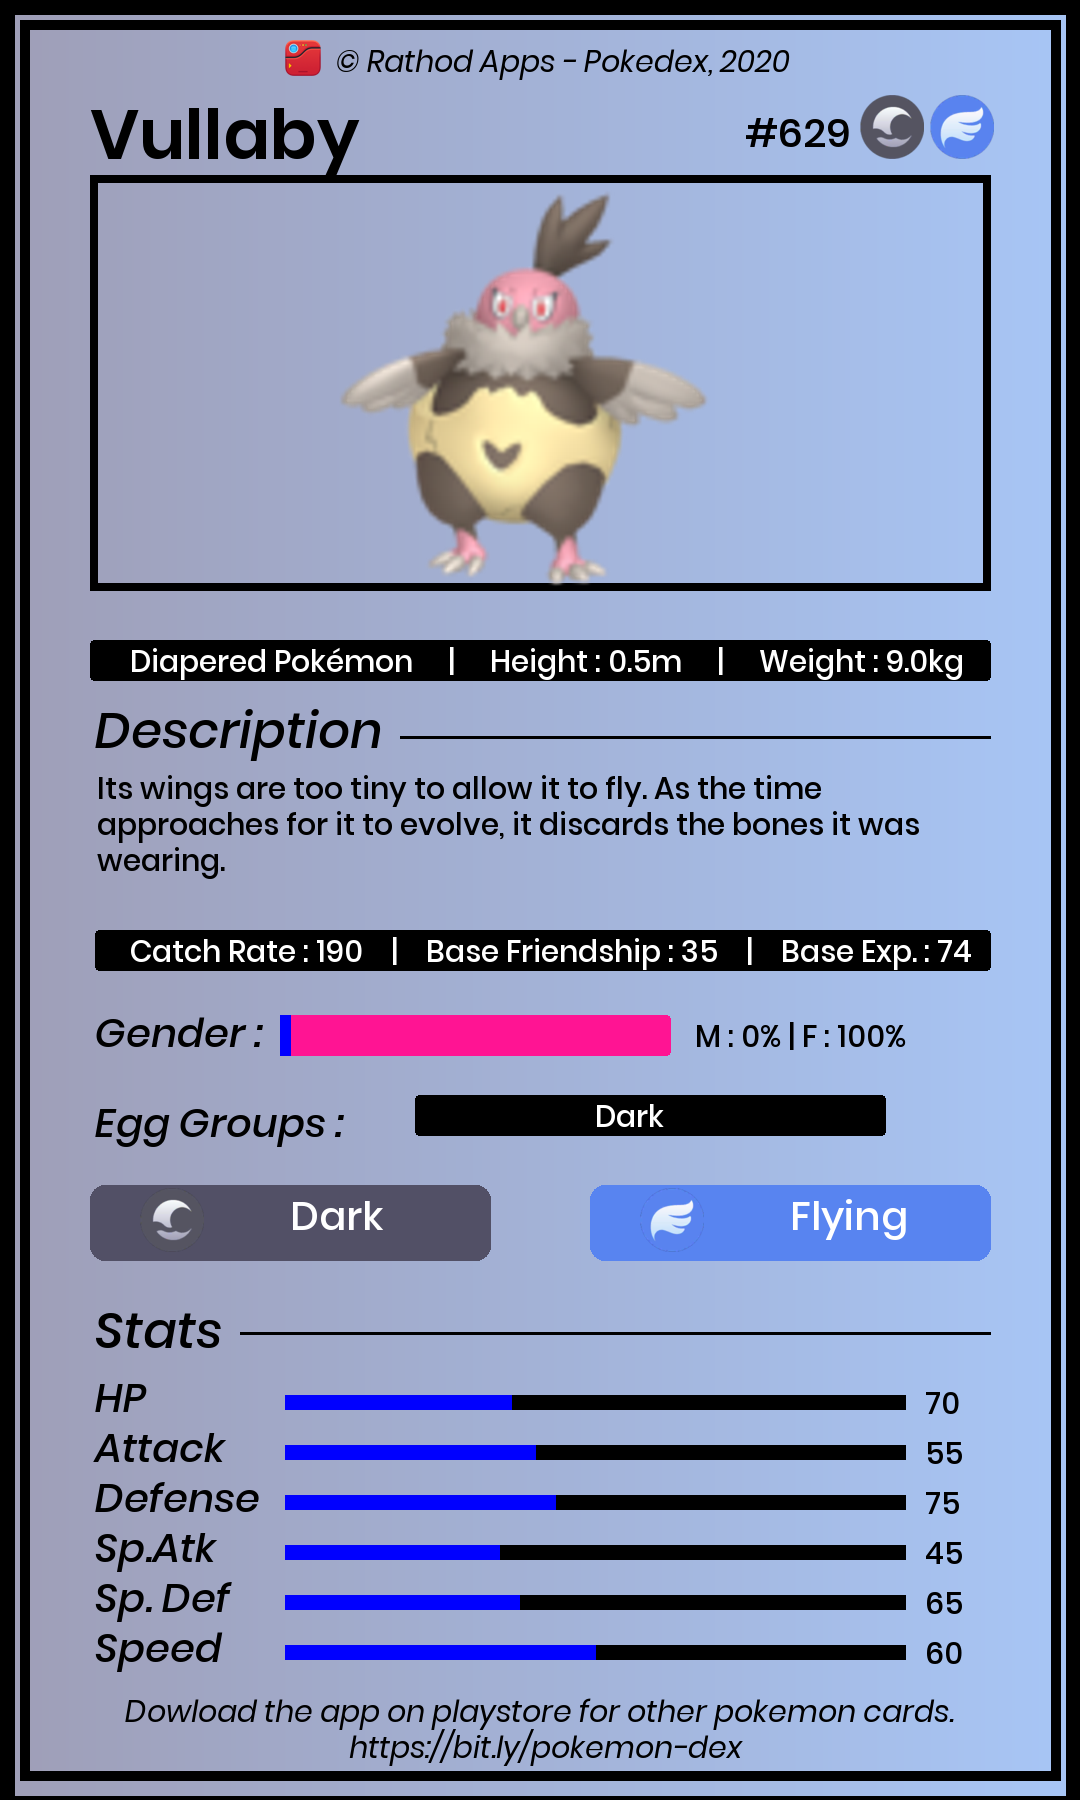 © Rathod Apps - Pokedex, 2020
Vullaby #629
Diapered Pokémon | Height : 0.5m | Weight : 9.0kg
Description
Its wings are too tiny to allow it to fly. As the time
approaches for it to evolve, it discards the bones it was
wearing.
Catch Rate : 190 | Base Friendship : 35 | Base Exp. : 74
Gender : M : 0% | F : 100%
Egg Groups : Dark
Dark Flying
Stats
HP 70
Attack 55
Defense 75
Sp.Atk 45
Sp. Def 65
Speed 60
Dowload the app on playstore for other pokemon cards.
https://bit.ly/pokemon-dex